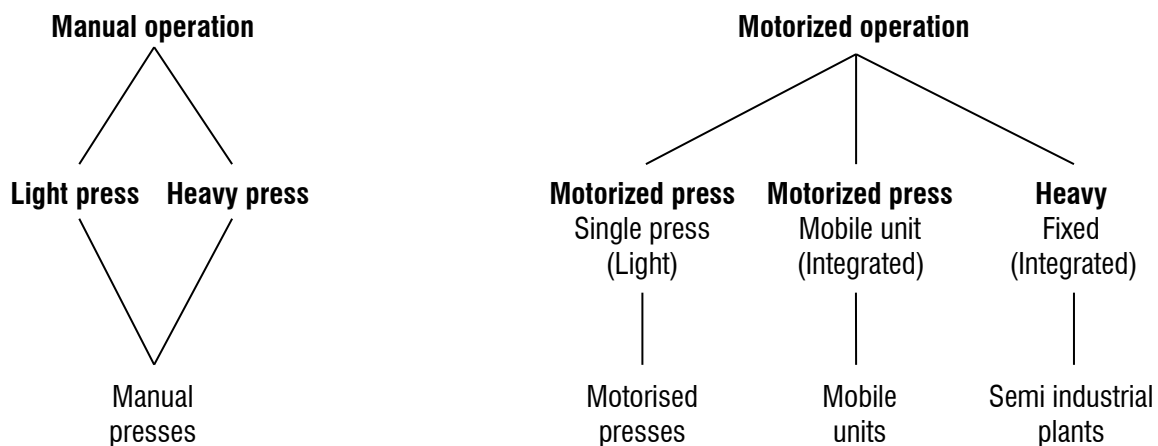 Manual operation
Motorized operation
Light press
Heavy press
Motorized press
Single press
(Light)
Motorized press
Mobile unit
(Integrated)
Heavy
Fixed
(Integrated)
Manual
presses
Motorised
presses
Mobile
units
Semi industrial
plants